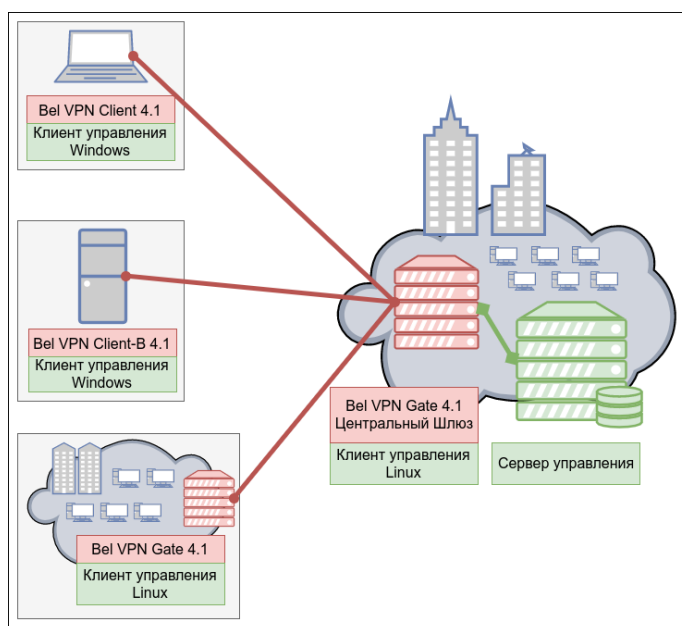 Bel VPN Client 4.1
Клиент управления
Windows
Bel VPN Client-B 4.1
Клиент управления
Windows
Bel VPN Gate 4.1
Клиент управления
Linux
Bel VPN Gate 4.1
Центральный Шлюз
Клиент управления
Linux
Сервер управления